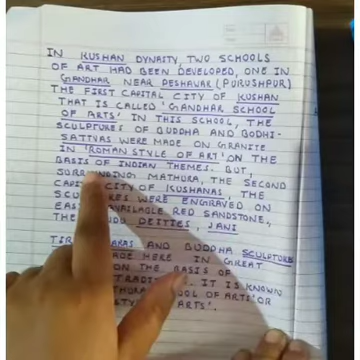 IN KUSHAN DYNASTY, TWO SCHOOLS
OF ART HAD BEEN DEVELOPED, ONE IN
GANDHAR NEAR PESHAWAR (PURUSHPUR)
THE FIRST CAPITAL CITY OF KUSHAN
THAT IS CALLED 'GANDHAR SCHOOL
OF ARTS' IN THIS SCHOOL, THE
SCULPTURES OF BUDDHA AND BODHI-
SATTVAS WERE MADE ON GRANITE
IN 'ROMAN STYLE OF ART' ON THE
BASIS OF INDIAN THEMES. BUT,
SURROUNDING MATHURA, THE SECOND
CITY OF KUSHANAS, THE
WERE ENGRAVED ON
AVAILABLE RED SANDSTONE,
THE DEITIES, JANI
AND BUDDHA SCULPTURE
HERE IN GREAT
ON THE BASIS OF
IT IS KNOWN
OF ARTS' OR
ARTS'.